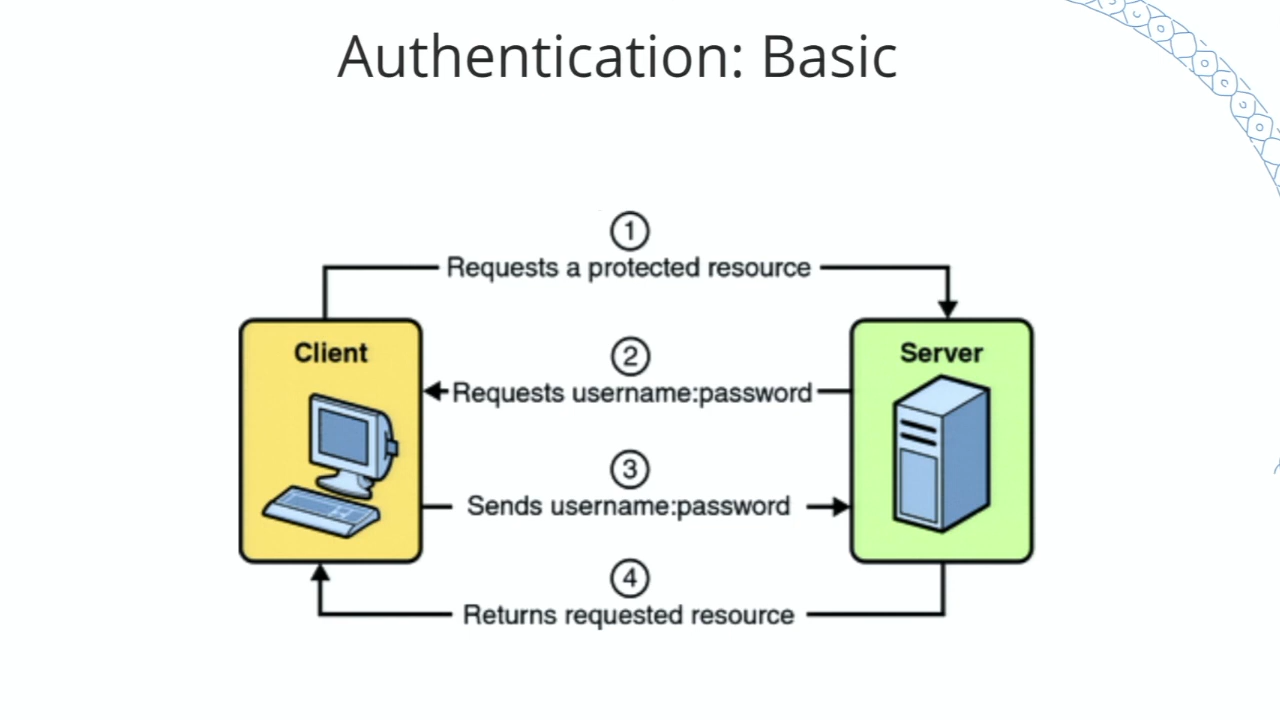 Authentication: Basic
1
Requests a protected resource
Client
Server
2
Requests username:password
3
Sends username:password
4
Returns requested resource